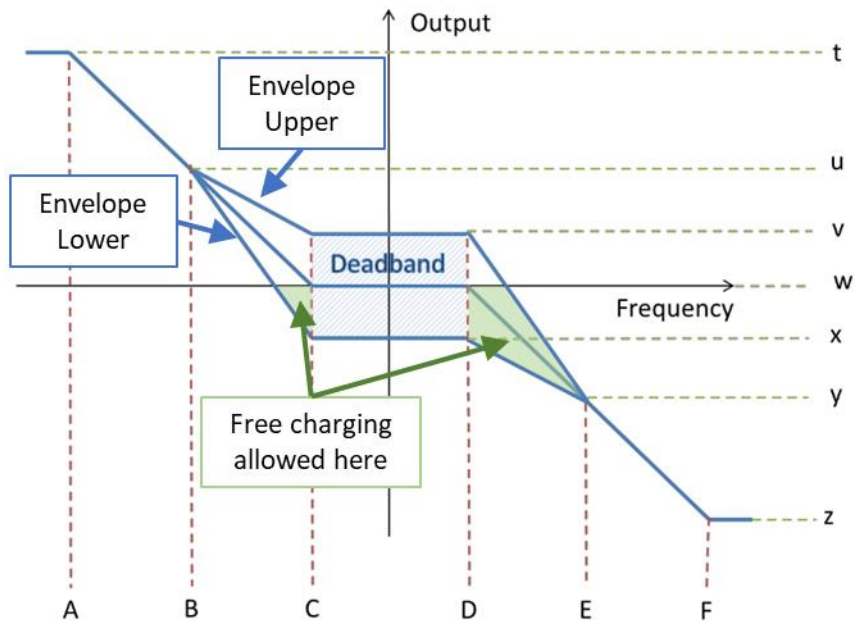 Output
t
Envelope
Upper
u
Envelope
Lower
v
Deadband
w
Frequency
x
y
Free charging
allowed here
z
A B C D E F